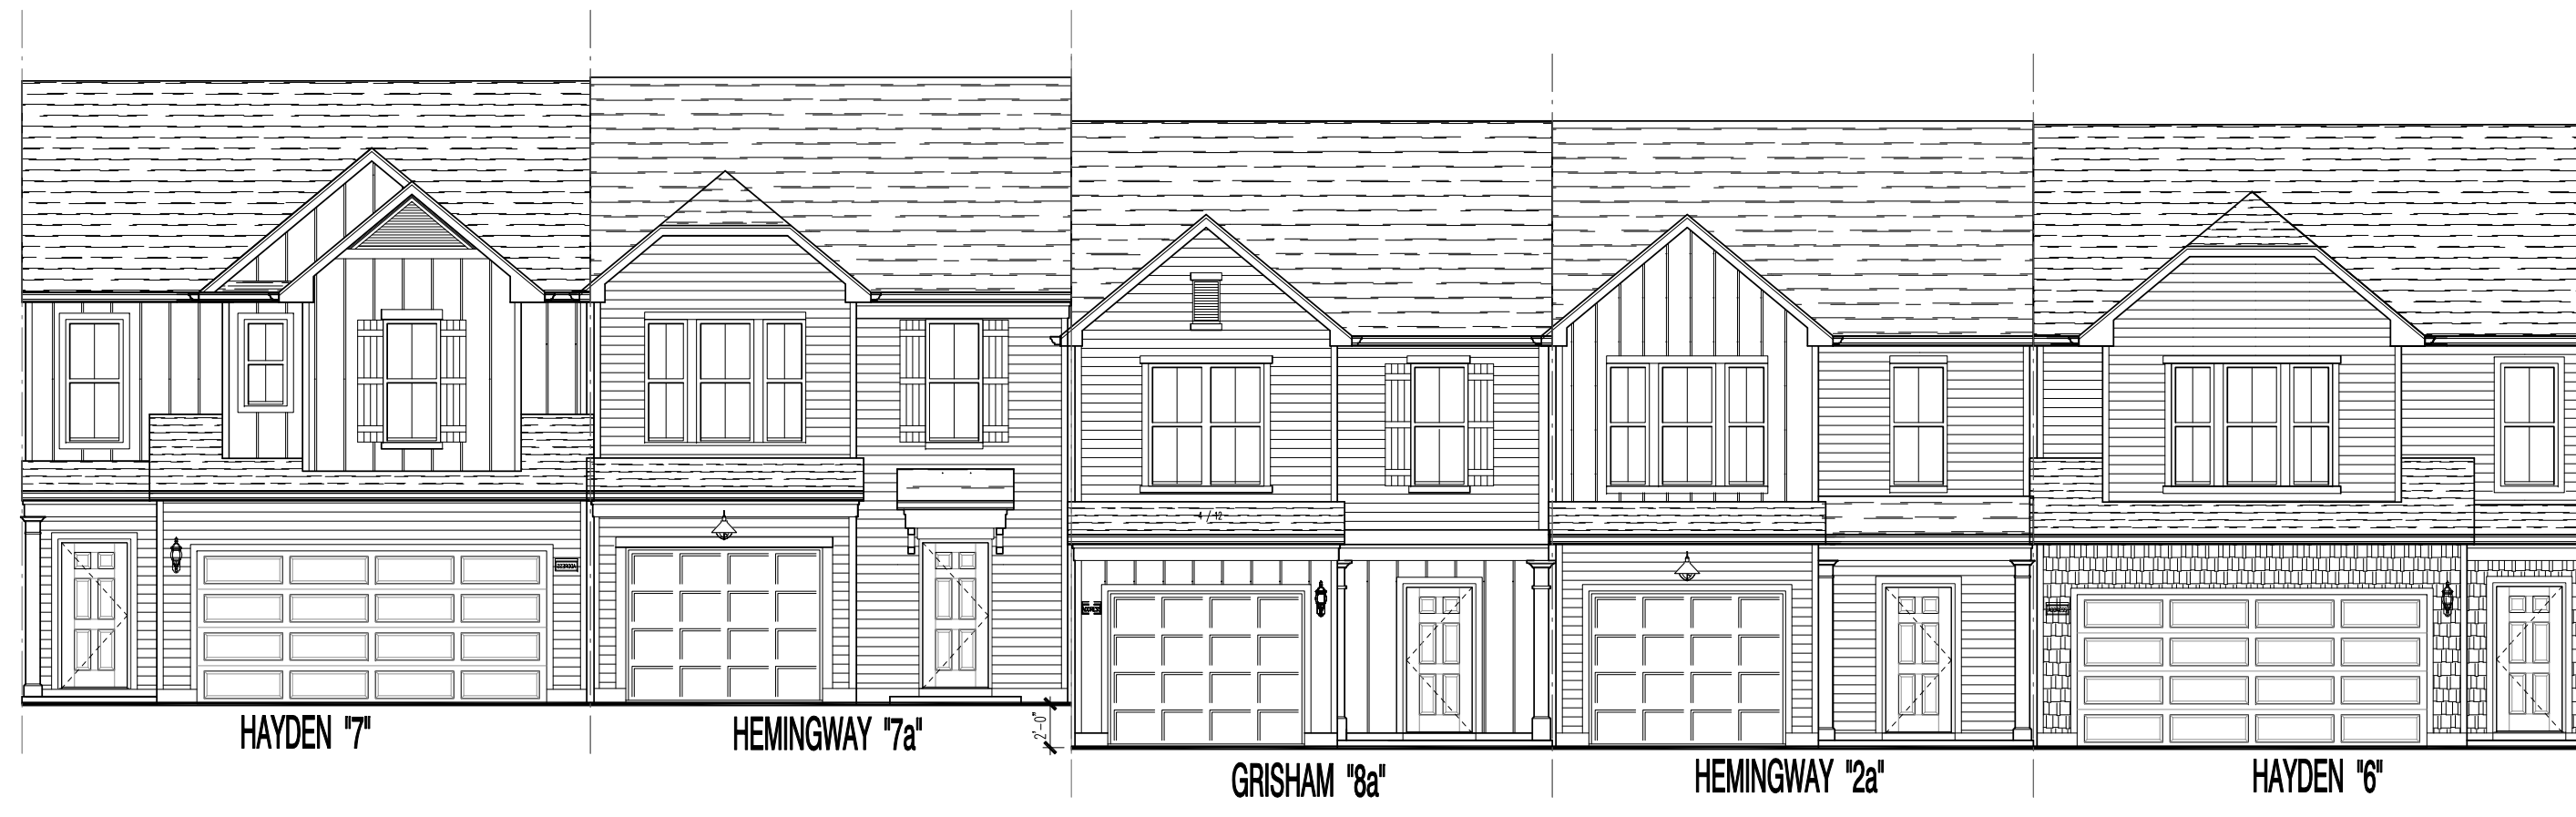 HAYDEN "7"
HEMINGWAY "7a"
2'-0"
4 / 12
GRISHAM "8a"
HEMINGWAY "2a"
HAYDEN "6"